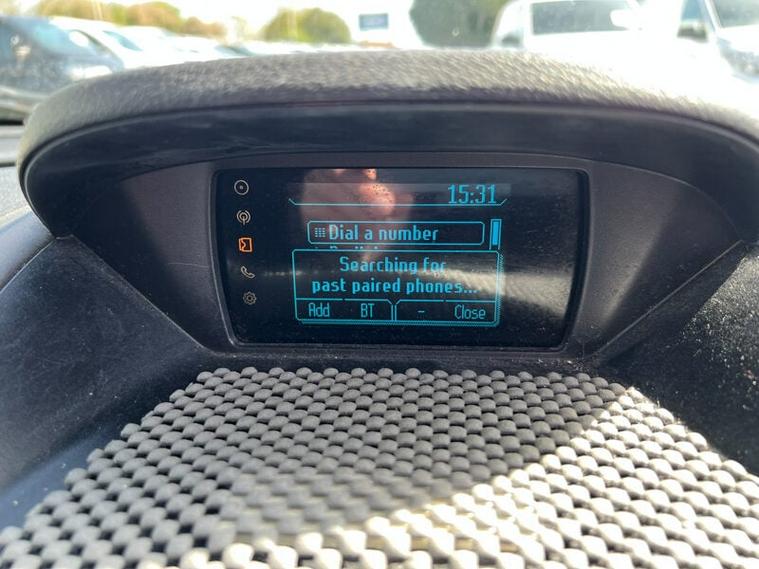 15:31
Dial a number
Searching for
past paired phones...
Add BT - Close